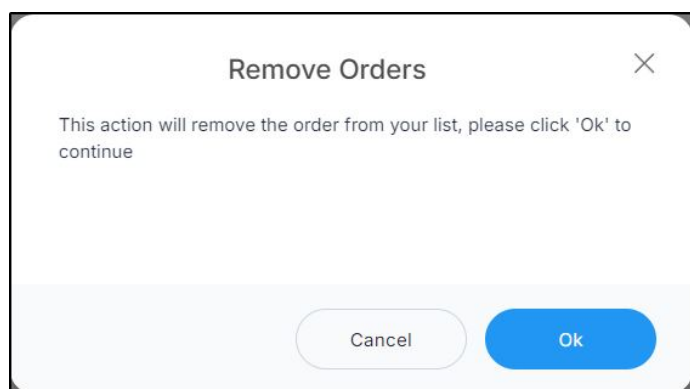 Remove Orders
This action will remove the order from your list, please click 'Ok' to
continue
Cancel
Ok